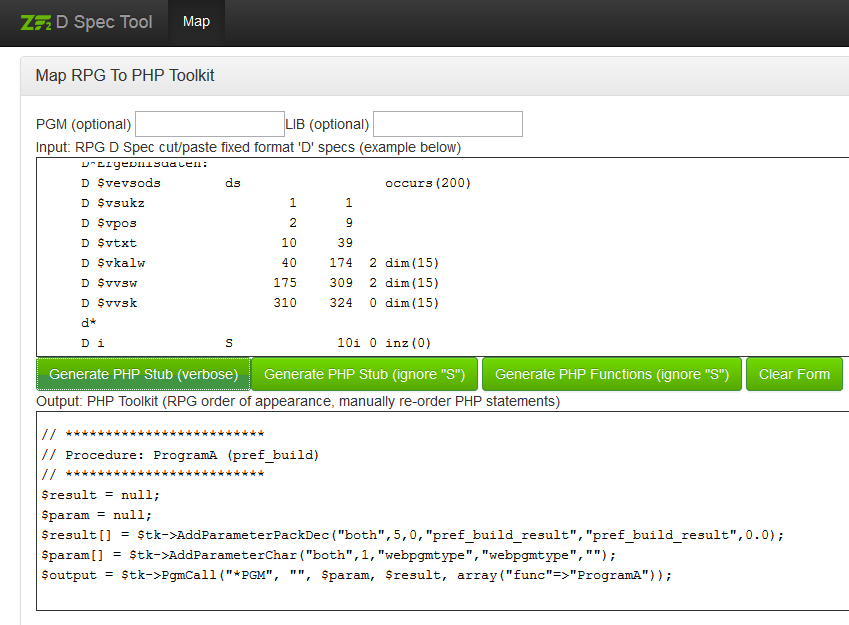 ZF2 D Spec Tool Map
Map RPG To PHP Toolkit
PGM (optional) LIB (optional)
Input: RPG D Spec cut/paste fixed format 'D' specs (example below)
D*Ergebnisdaten:
D $vevsods ds occurs(200)
D $vsukz 1 1
D $vpos 2 9
D $vtxt 10 39
D $vkalw 40 174 2 dim(15)
D $vvsw 175 309 2 dim(15)
D $vvsk 310 324 0 dim(15)
d*
D i S 10i 0 inz(0)
Generate PHP Stub (verbose) Generate PHP Stub (ignore "S") Generate PHP Functions (ignore "S") Clear Form
Output: PHP Toolkit (RPG order of appearance, manually re-order PHP statements)
// *************************
// Procedure: ProgramA (pref_build)
// *************************
$result = null;
$param = null;
$result[] = $tk->AddParameterPackDec("both",5,0,"pref_build_result","pref_build_result",0.0);
$param[] = $tk->AddParameterChar("both",1,"webpgmtype","webpgmtype","");
$output = $tk->PgmCall("*PGM", "", $param, $result, array("func"=>"ProgramA"));